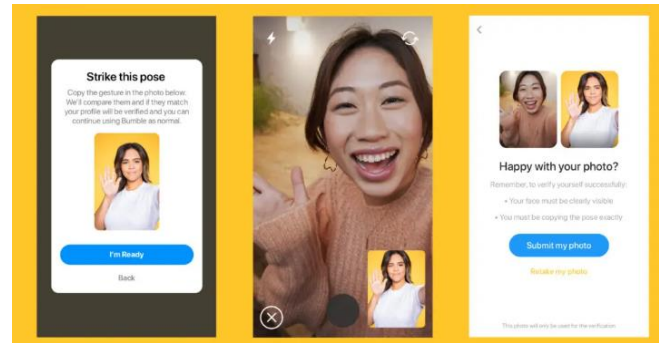 Strike this pose
Copy the gesture in the photo below.
We'll compare them and if they match
your profile will be verified and you can
continue using Bumble as normal.
I'm Ready
Back
Happy with your photo?
Remember, to verify yourself successfully:
• Your face must be clearly visible
• You must be copying the pose exactly
Submit my photo
Retake my photo
This photo will only be used for the verification